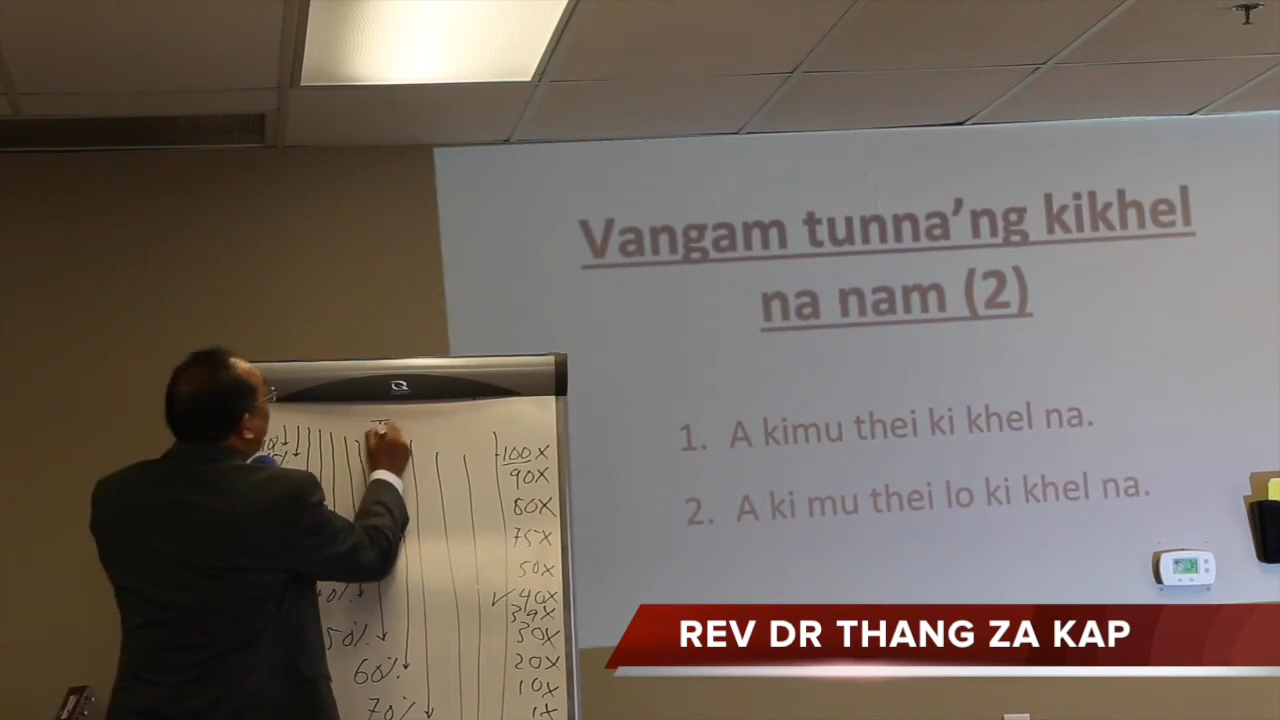 Vangam tunna'ng kikhel
na nam (2)
1. A kimu thei ki khel na.
2. A ki mu thei lo ki khel na.
100X
90X
80X
75X
50X
✓ 40X
39X
30X
20X
10X
1X
50%
60%
70%
REV DR THANG ZA KAP